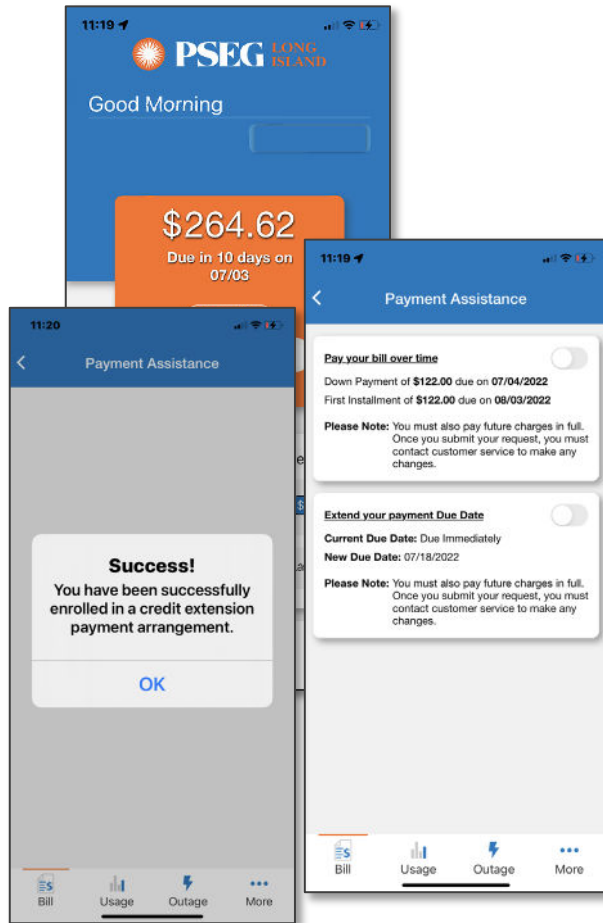 11:19
PSEG LONG
ISLAND
Good Morning
$264.62
Due in 10 days on
07/03
11:19
Payment Assistance
Pay your bill over time
Down Payment of $122.00 due on 07/04/2022
First Installment of $122.00 due on 08/03/2022
Please Note: You must also pay future charges in full.
Once you submit your request, you must
contact customer service to make any
changes.
Extend your payment Due Date
Current Due Date: Due Immediately
New Due Date: 07/18/2022
Please Note: You must also pay future charges in full.
Once you submit your request, you must
contact customer service to make any
changes.
Bill Usage Outage More
11:20
Payment Assistance
Success!
You have been successfully
enrolled in a credit extension
payment arrangement.
OK
Bill Usage Outage More